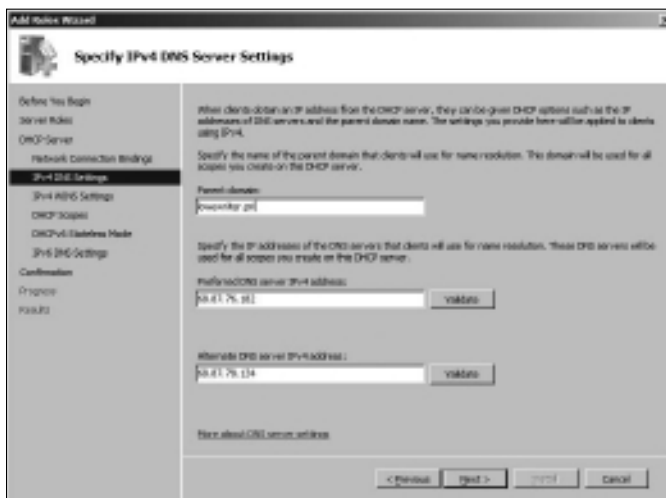 Add Roles Wizard
Specify IPv4 DNS Server Settings
Before You Begin
Server Roles
DHCP Server
Network Connection Bindings
IPv4 DNS Settings
IPv4 WINS Settings
DHCP Scopes
DHCPv6 Stateless Mode
IPv6 DNS Settings
Confirmation
Progress
Results
When clients obtain an IP address from the DHCP server, they can be given DHCP options such as the IP
addresses of DNS servers and the parent domain name. The settings you provide here will be applied to clients
using IPv4.
Specify the name of the parent domain that clients will use for name resolution. This domain will be used for all
scopes you create on this DHCP server.
Parent domain:
lowewriter.pri
Specify the IP addresses of the DNS servers that clients will use for name resolution. These DNS servers will be
used for all scopes you create on this DHCP server.
Preferred DNS server IPv4 address:
Validate
Alternate DNS server IPv4 address:
Validate
More about DNS server settings
< Previous
Next >
Install
Cancel